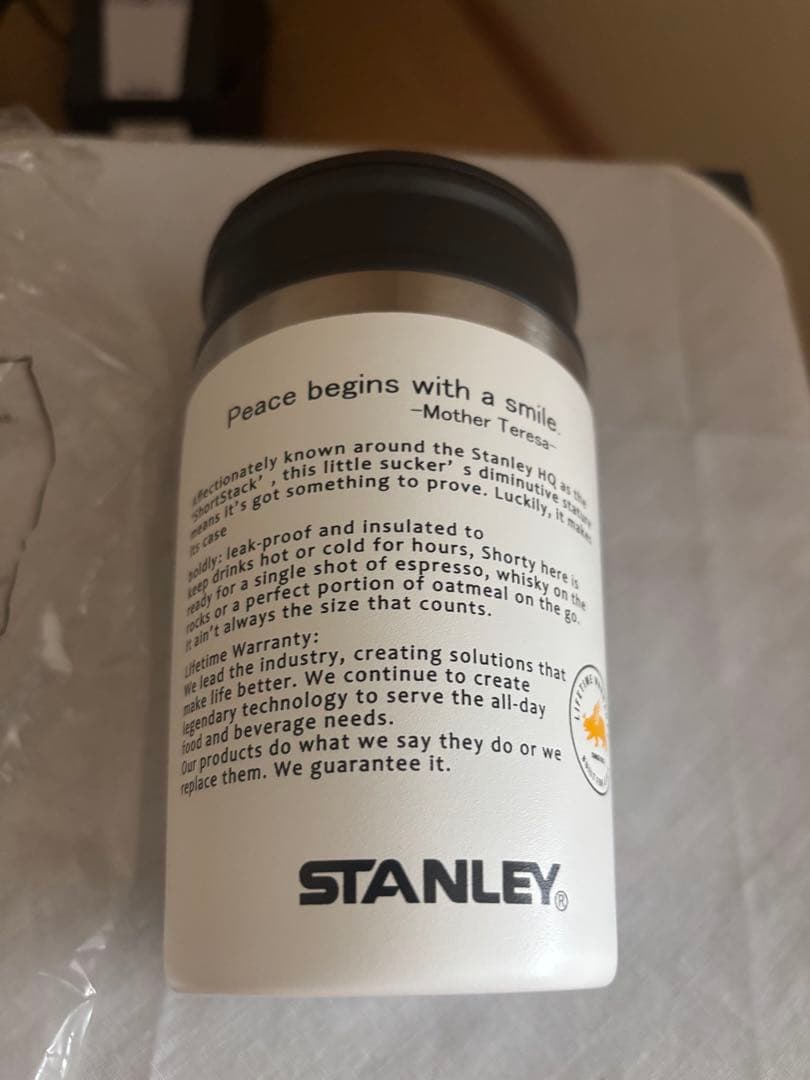 Peace begins with a smile.
-Mother Teresa-
Affectionately known around the Stanley HQ as the
'ShortStack' , this little sucker' s diminutive stature
means it's got something to prove. Luckily, it makes
its case
boldly: leak-proof and insulated to
keep drinks hot or cold for hours, Shorty here is
ready for a single shot of espresso, whisky on the
rocks or a perfect portion of oatmeal on the go.
It ain't always the size that counts.
Lifetime Warranty:
We lead the industry, creating solutions that
make life better. We continue to create
legendary technology to serve the all-day
food and beverage needs.
Our products do what we say they do or we
replace them. We guarantee it.
LIFETIME
STANLEY®